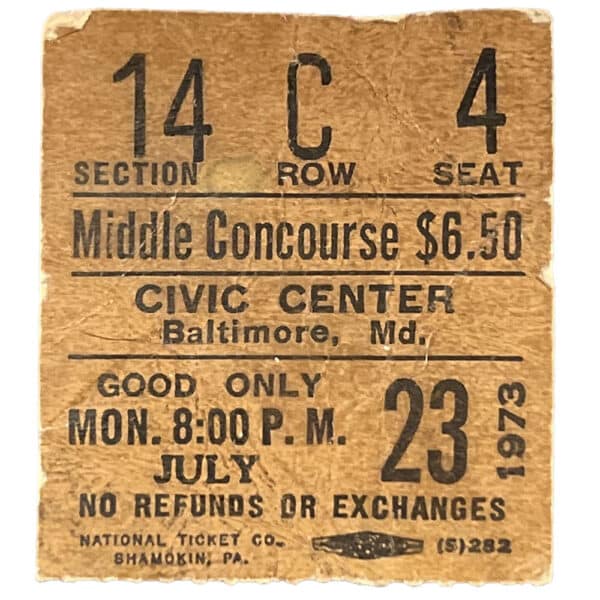 14 C 4
SECTION ROW SEAT
Middle Concourse $6.50
CIVIC CENTER
Baltimore, Md.
GOOD ONLY
MON. 8:00 P. M.
JULY
23
1973
NO REFUNDS OR EXCHANGES
NATIONAL TICKET CO.
SHAMOKIN, PA.
(5)282